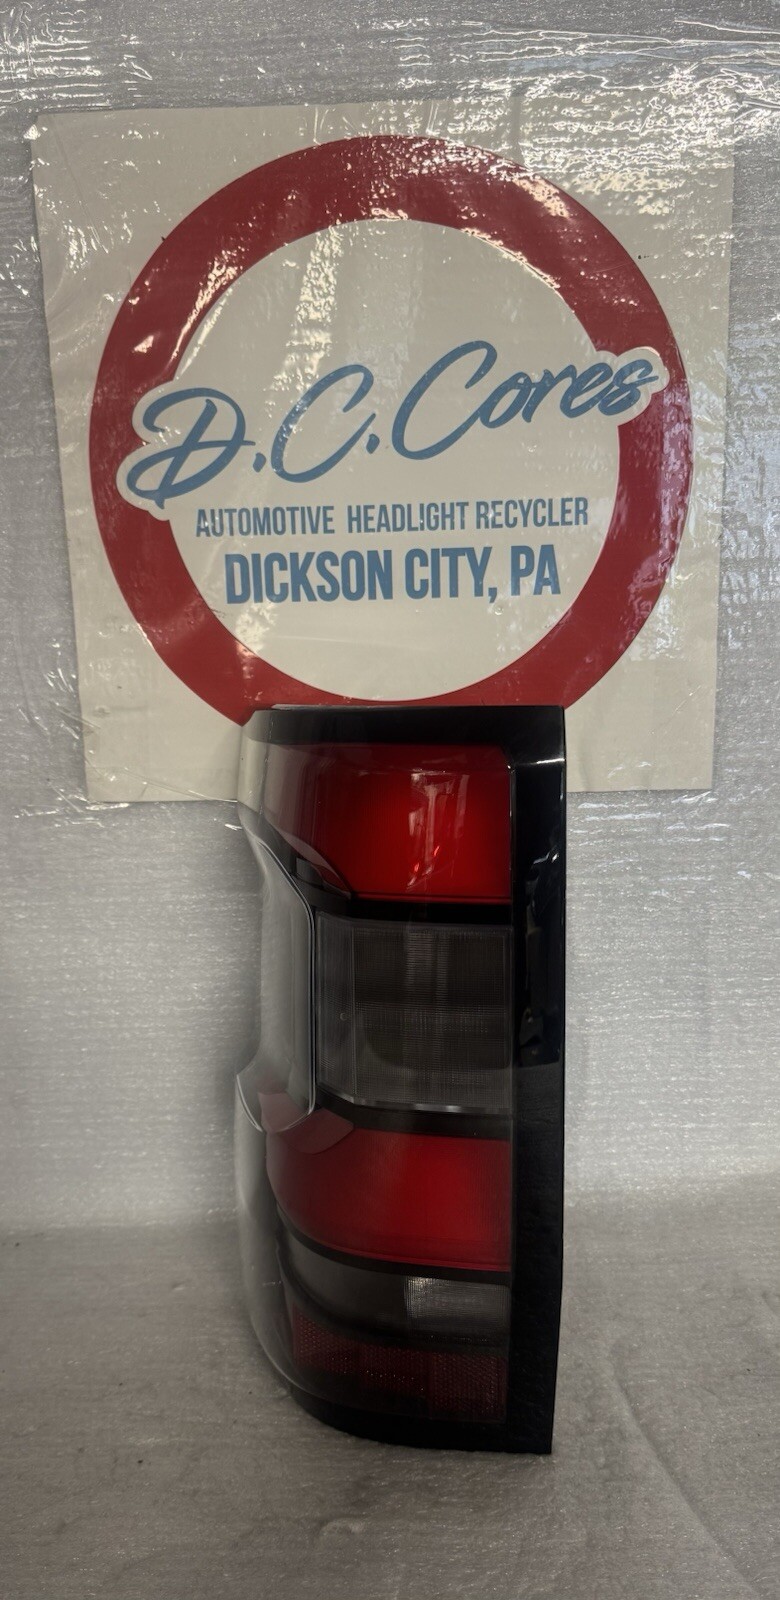 D.C. Cores
AUTOMOTIVE HEADLIGHT RECYCLER
DICKSON CITY, PA